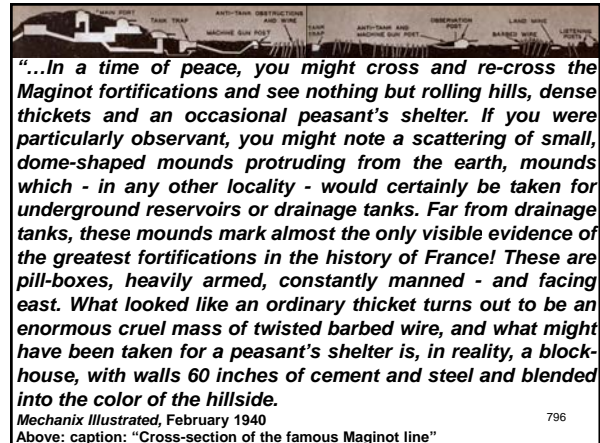 MAIN FORT
TANK TRAP
ANTI-TANK OBSTRUCTIONS
AND WIRE
MACHINE GUN POST
TANK
TRAP
ANTI-TANK AND
MACHINE GUN POST
OBSERVATION
POST
LAND MINE
BARBED WIRE
LISTENING
POSTS
“…In a time of peace, you might cross and re-cross the
Maginot fortifications and see nothing but rolling hills, dense
thickets and an occasional peasant’s shelter. If you were
particularly observant, you might note a scattering of small,
dome-shaped mounds protruding from the earth, mounds
which - in any other locality - would certainly be taken for
underground reservoirs or drainage tanks. Far from drainage
tanks, these mounds mark almost the only visible evidence of
the greatest fortifications in the history of France! These are
pill-boxes, heavily armed, constantly manned - and facing
east. What looked like an ordinary thicket turns out to be an
enormous cruel mass of twisted barbed wire, and what might
have been taken for a peasant’s shelter is, in reality, a block-
house, with walls 60 inches of cement and steel and blended
into the color of the hillside.
Mechanix Illustrated, February 1940
796
Above: caption: “Cross-section of the famous Maginot line”